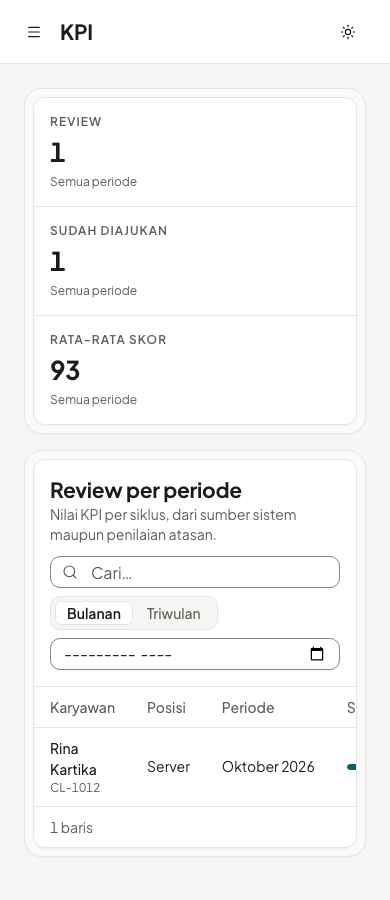 KPI
REVIEW
1
Semua periode
SUDAH DIAJUKAN
1
Semua periode
RATA-RATA SKOR
93
Semua periode
Review per periode
Nilai KPI per siklus, dari sumber sistem
maupun penilaian atasan.
Cari...
Bulanan Triwulan
--------- ----
Karyawan Posisi Periode S
Rina
Kartika
CL-1012
Server Oktober 2026
1 baris